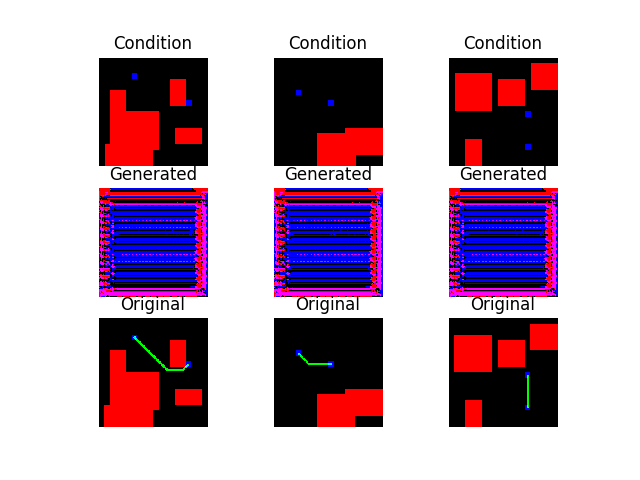 Condition Condition Condition
Generated Generated Generated
Original Original Original